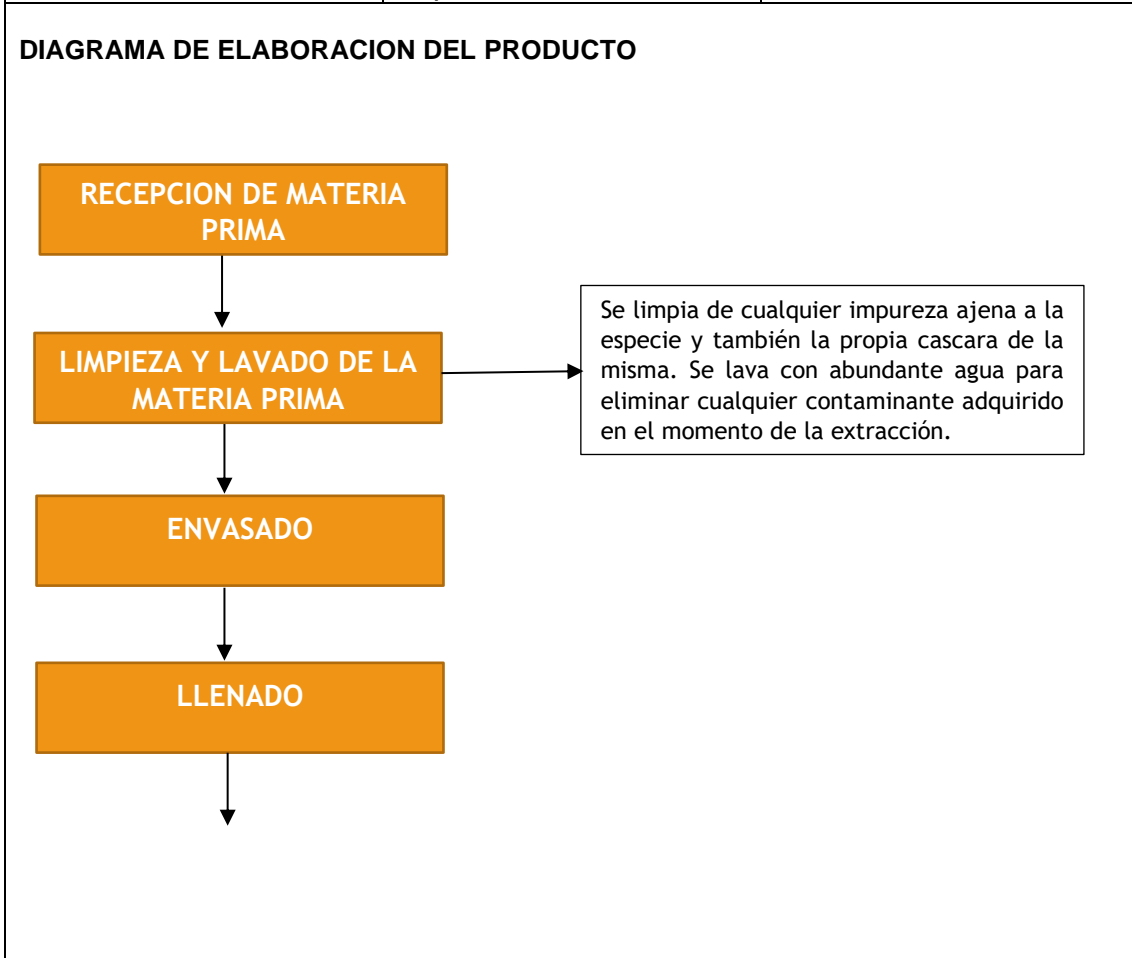 DIAGRAMA DE ELABORACION DEL PRODUCTO
RECEPCION DE MATERIA
PRIMA
LIMPIEZA Y LAVADO DE LA
MATERIA PRIMA
Se limpia de cualquier impureza ajena a la
especie y también la propia cascara de la
misma. Se lava con abundante agua para
eliminar cualquier contaminante adquirido
en el momento de la extracción.
ENVASADO
LLENADO